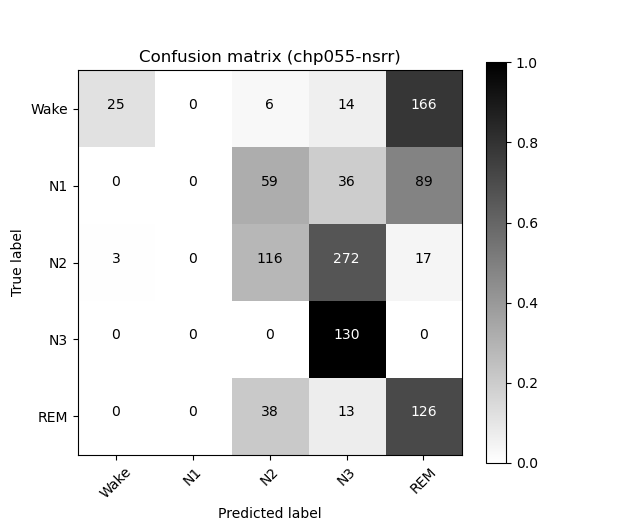 Confusion matrix (chp055-nsrr)
Wake 25 0 6 14 166
N1 0 0 59 36 89
N2 3 0 116 272 17
N3 0 0 0 130 0
REM 0 0 38 13 126
True label
Wake N1 N2 N3 REM
Predicted label
1.0
0.8
0.6
0.4
0.2
0.0